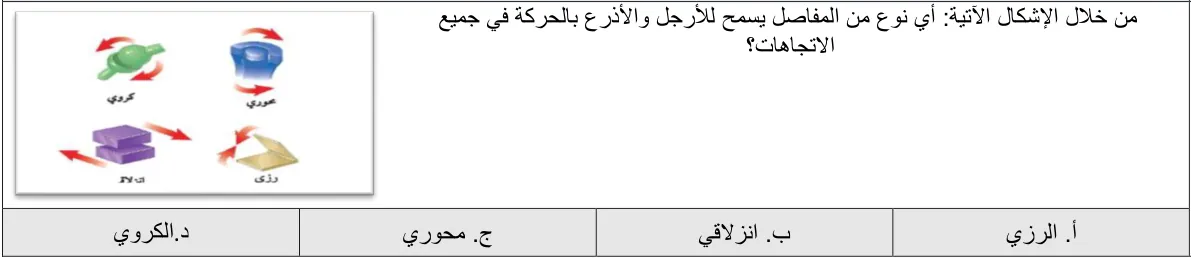 من خلال الإشكال الآتية: أي نوع من المفاصل يسمح للأرجل والأذرع بالحركة في جميع
الاتجاهات؟
محوري
كروي
رزى
أ. الرزي
ب. انزلاقي
ج. محوري
د.الكروي